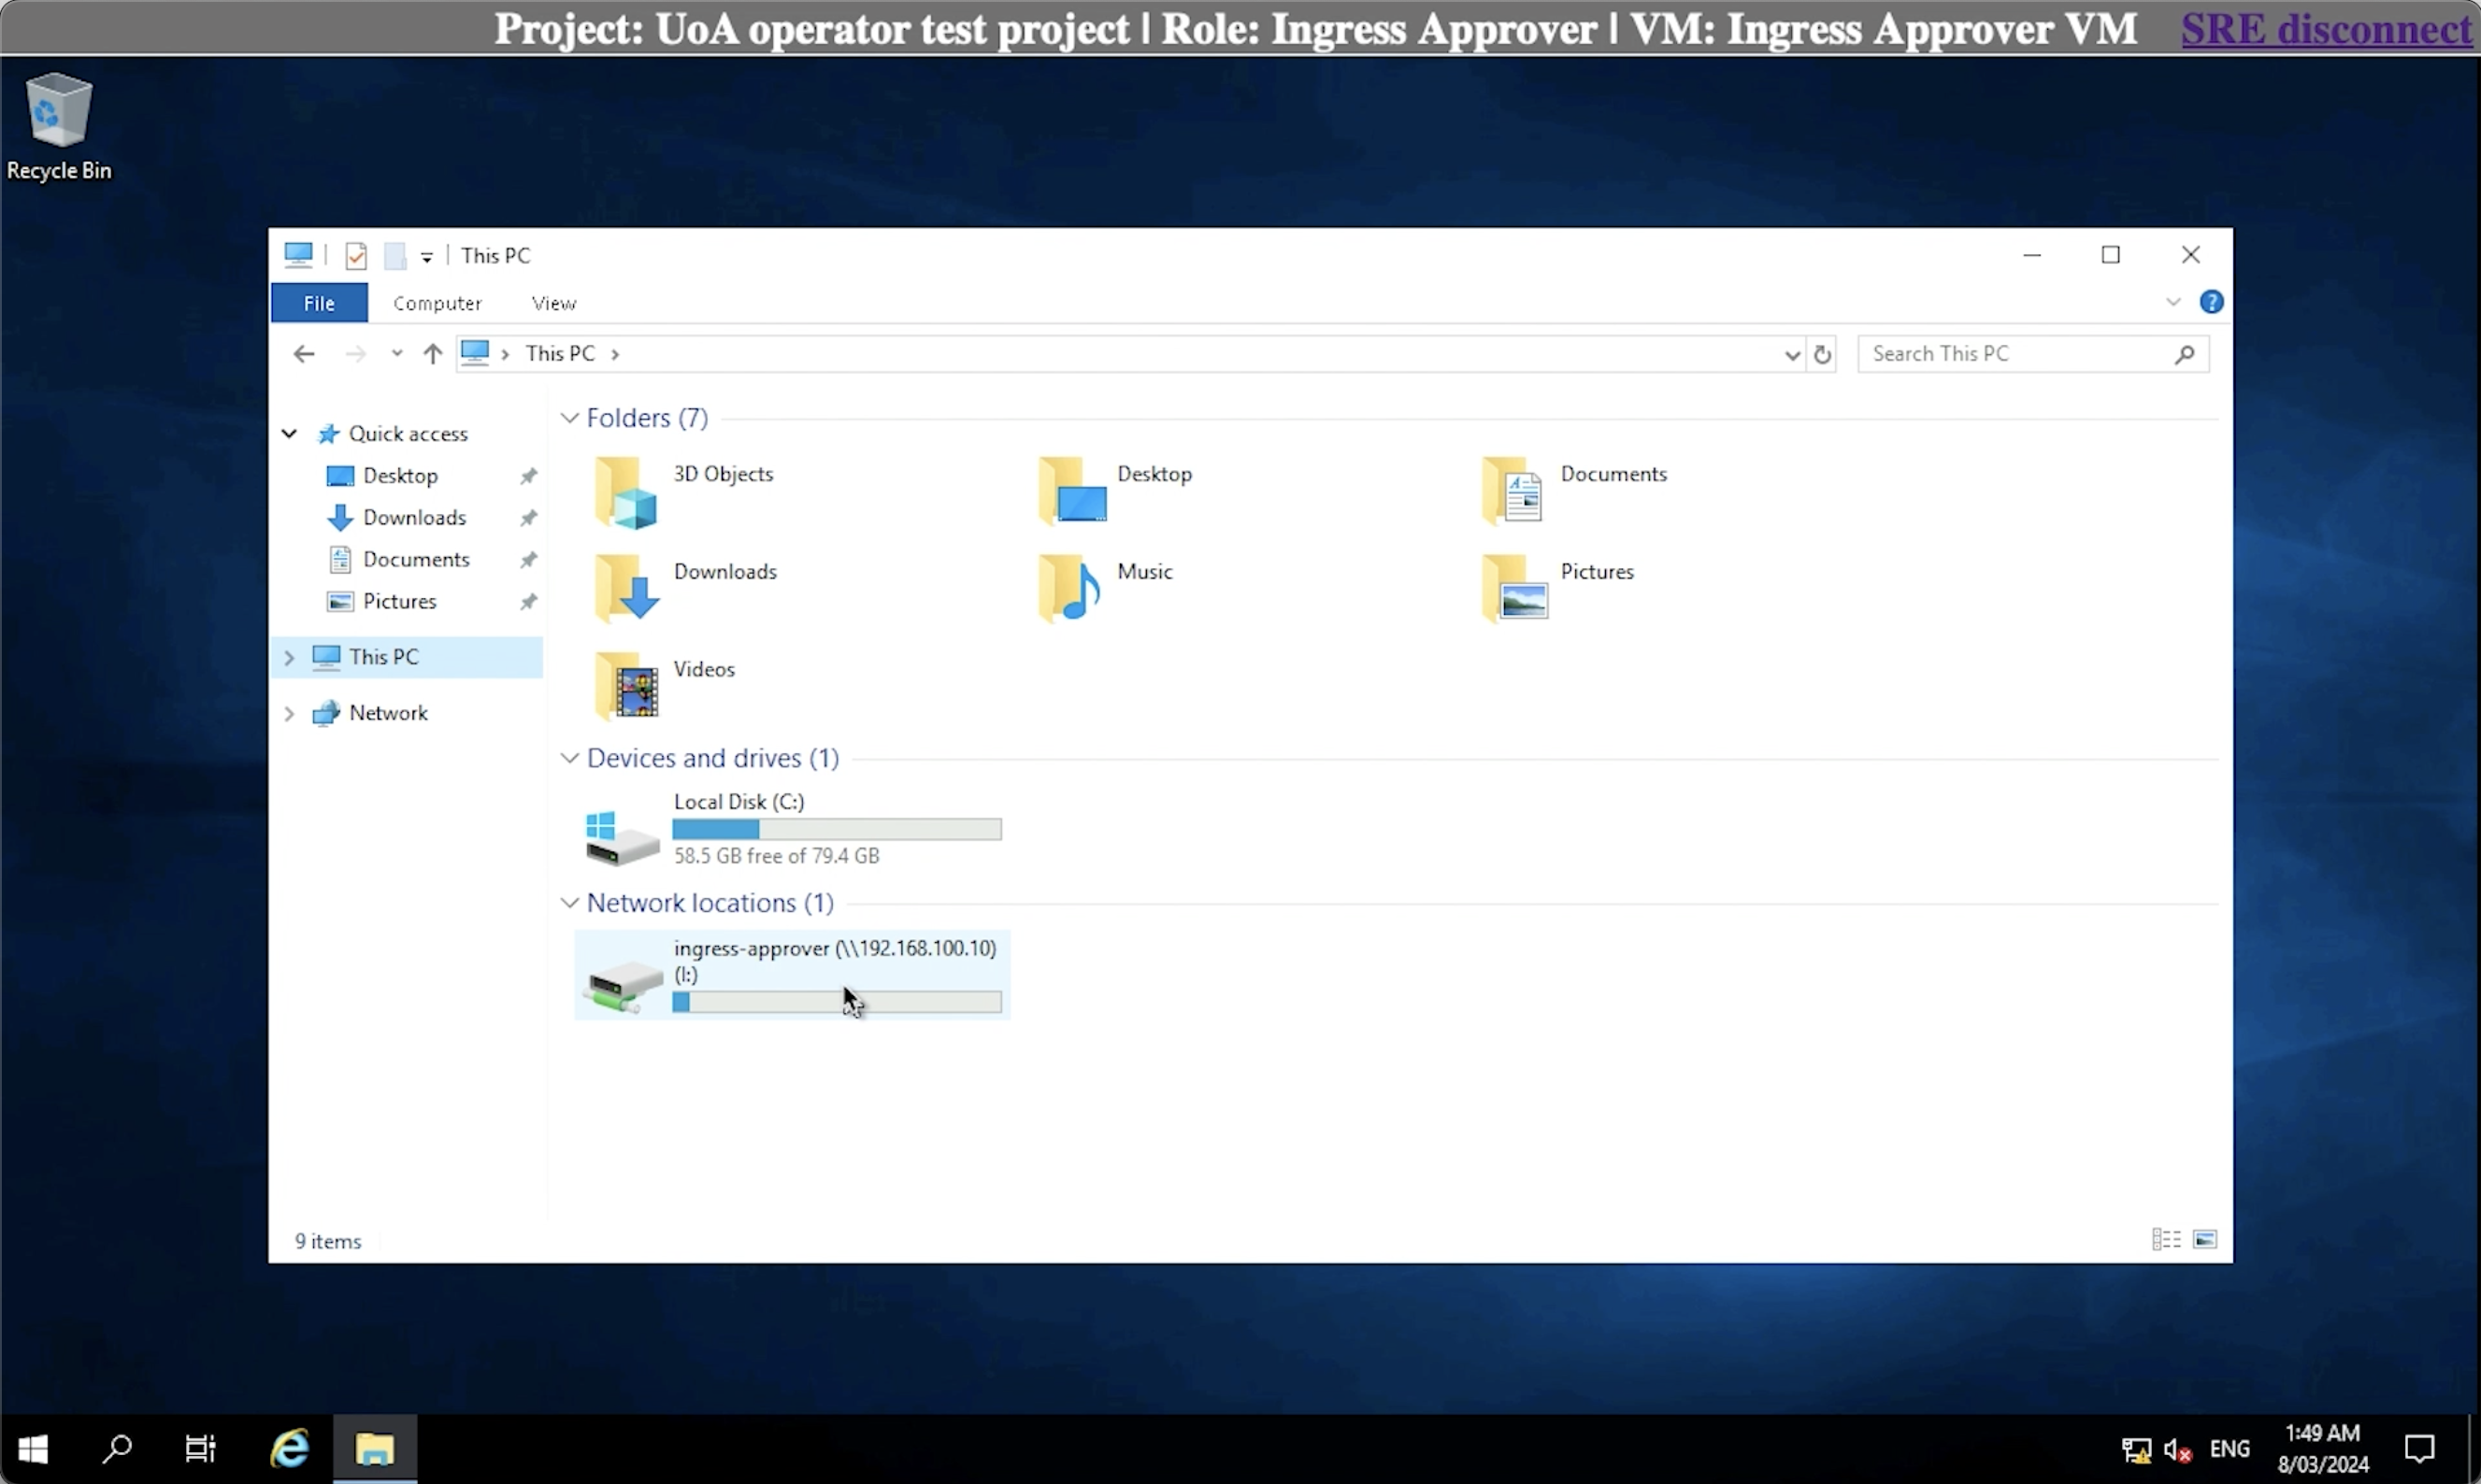 Project: UoA operator test project | Role: Ingress Approver | VM: Ingress Approver VM SRE disconnect
Recycle Bin
This PC
File Computer View
This PC
Search This PC
Quick access
Desktop
Downloads
Documents
Pictures
This PC
Network
Folders (7)
3D Objects
Desktop
Documents
Downloads
Music
Pictures
Videos
Devices and drives (1)
Local Disk (C:)
58.5 GB free of 79.4 GB
Network locations (1)
ingress-approver (\\192.168.100.10)
(I:)
9 items
ENG
1:49 AM
8/03/2024